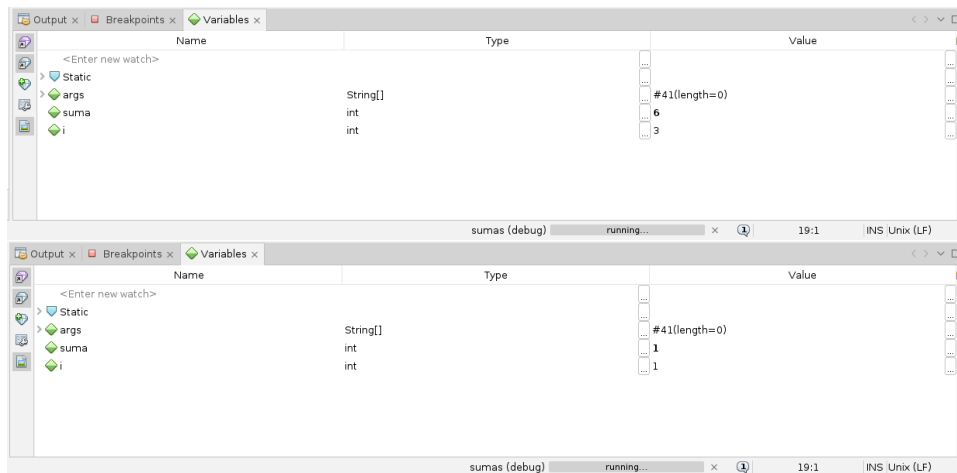 Output × Breakpoints × Variables ×
Name Type Value
<Enter new watch> ... ...
Static ... ...
args String[] ... #41(length=0) ...
suma int ... 6 ...
i int ... 3 ...
sumas (debug) running... × 1 19:1 INS Unix (LF)
Output × Breakpoints × Variables ×
Name Type Value
<Enter new watch> ... ...
Static ... ...
args String[] ... #41(length=0) ...
suma int ... 1 ...
i int ... 1 ...
sumas (debug) running... × 1 19:1 INS Unix (LF)